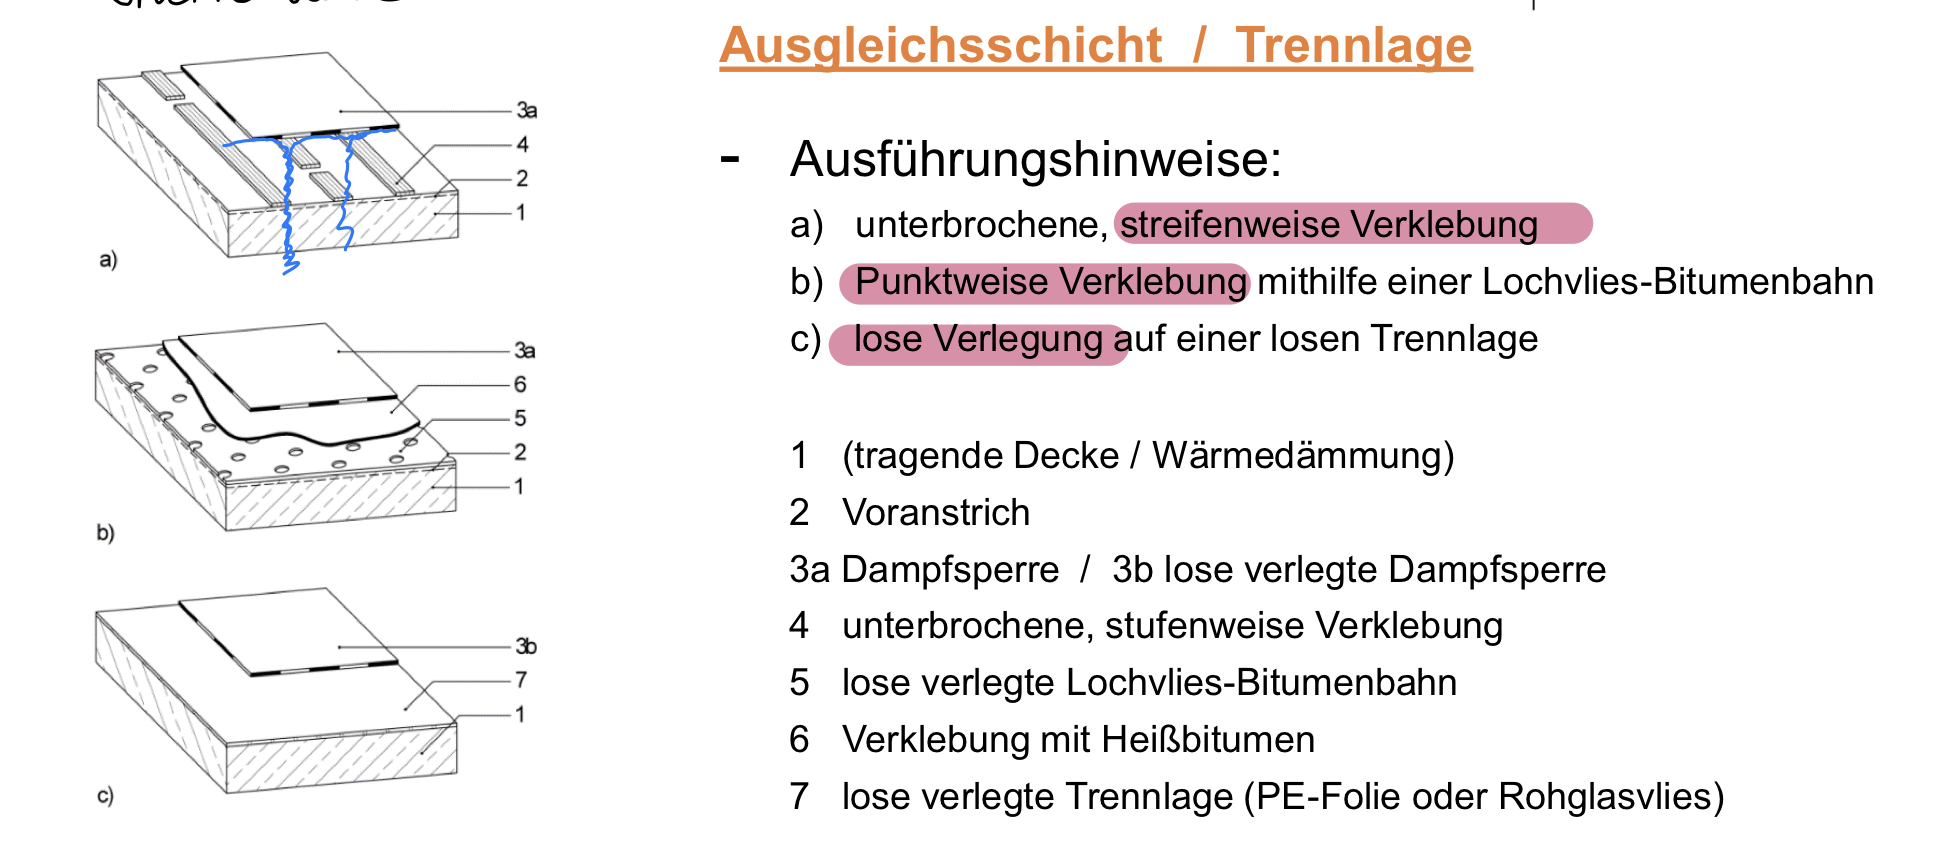 Ausgleichsschicht / Trennlage
- Ausführungshinweise:
a) unterbrochene, streifenweise Verklebung
b) Punktweise Verklebung mithilfe einer Lochvlies-Bitumenbahn
c) lose Verlegung auf einer losen Trennlage
1 (tragende Decke / Wärmedämmung)
2 Voranstrich
3a Dampfsperre / 3b lose verlegte Dampfsperre
4 unterbrochene, stufenweise Verklebung
5 lose verlegte Lochvlies-Bitumenbahn
6 Verklebung mit Heißbitumen
7 lose verlegte Trennlage (PE-Folie oder Rohglasvlies)
3a
4
2
1
a)
3a
6
5
2
1
b)
3b
7
1
c)